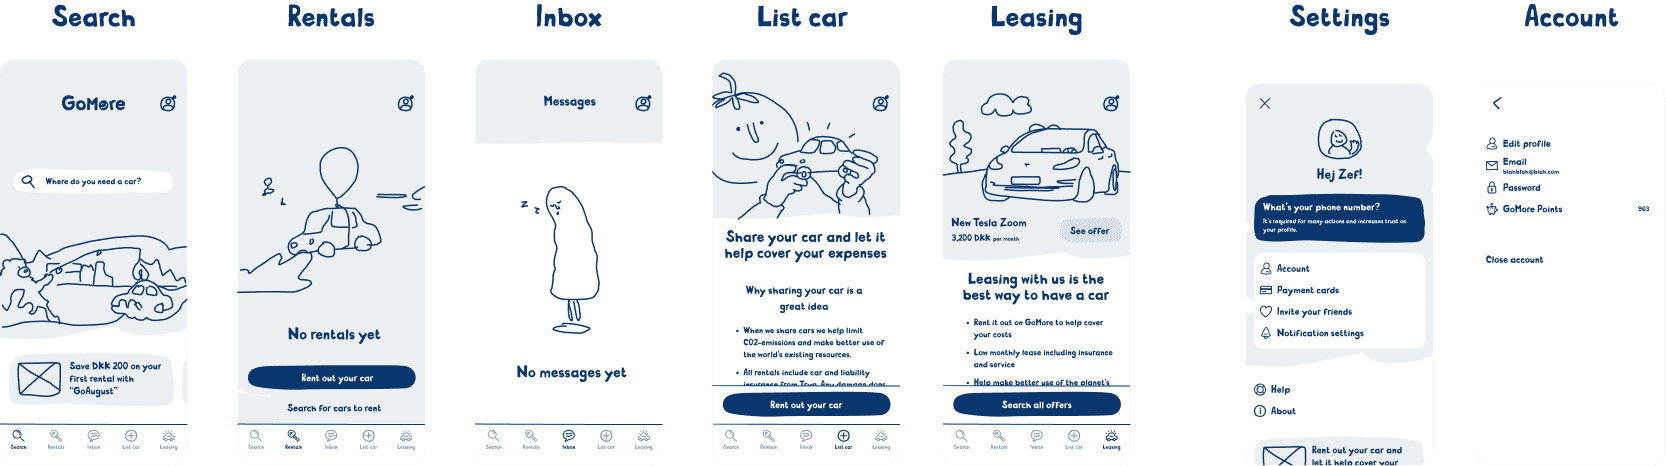 Search
Rentals
Inbox
List car
Leasing
Settings
Account
GoMore
Where do you need a car?
Save DKK 200 on your
first rental with
"GoAugust"
Search
Rentals
Inbox
List car
Leasing
No rentals yet
Rent out your car
Search for cars to rent
Search
Rentals
Inbox
List car
Leasing
Messages
z z
No messages yet
Search
Rentals
Inbox
List car
Leasing
Share your car and let it
help cover your expenses
Why sharing your car is a
great idea
• When we share cars we help limit
CO2-emissions and make better use of
the world's existing resources.
• All rentals include car and liability
insurance from Tryg. Any damage does
Rent out your car
Search
Rentals
Inbox
List car
Leasing
New Tesla Zoom
3,200 DKK per month
See offer
Leasing with us is the
best way to have a car
• Rent it out on GoMore to help cover
your costs
• Low monthly lease including insurance
and service
• Help make better use of the planet's
Search all offers
Search
Rentals
Inbox
List car
Leasing
Hej Zef!
What's your phone number?
It's required for many actions and increases trust on
your profile.
Account
Payment cards
Invite your friends
Notification settings
Help
About
Rent out your car and
let it help cover your
Edit profile
Email
blahblah@blah.com
Password
GoMore Points 963
Close account